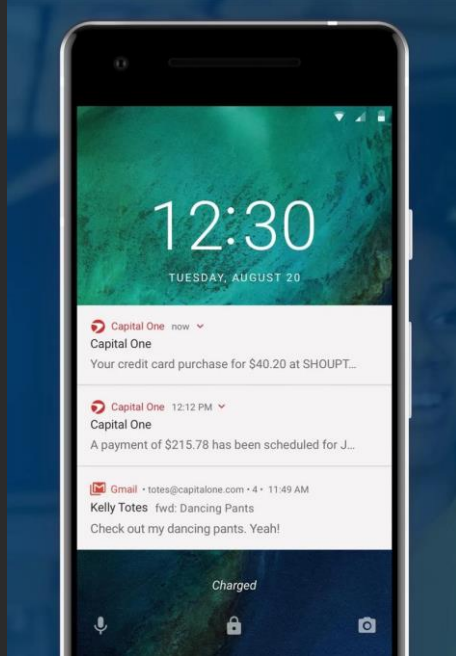 12:30
TUESDAY, AUGUST 20
Capital One now
Capital One
Your credit card purchase for $40.20 at SHOUPT...
Capital One 12:12 PM
Capital One
A payment of $215.78 has been scheduled for J...
Gmail • totes@capitalone.com • 4 • 11:49 AM
Kelly Totes fwd: Dancing Pants
Check out my dancing pants. Yeah!
Charged